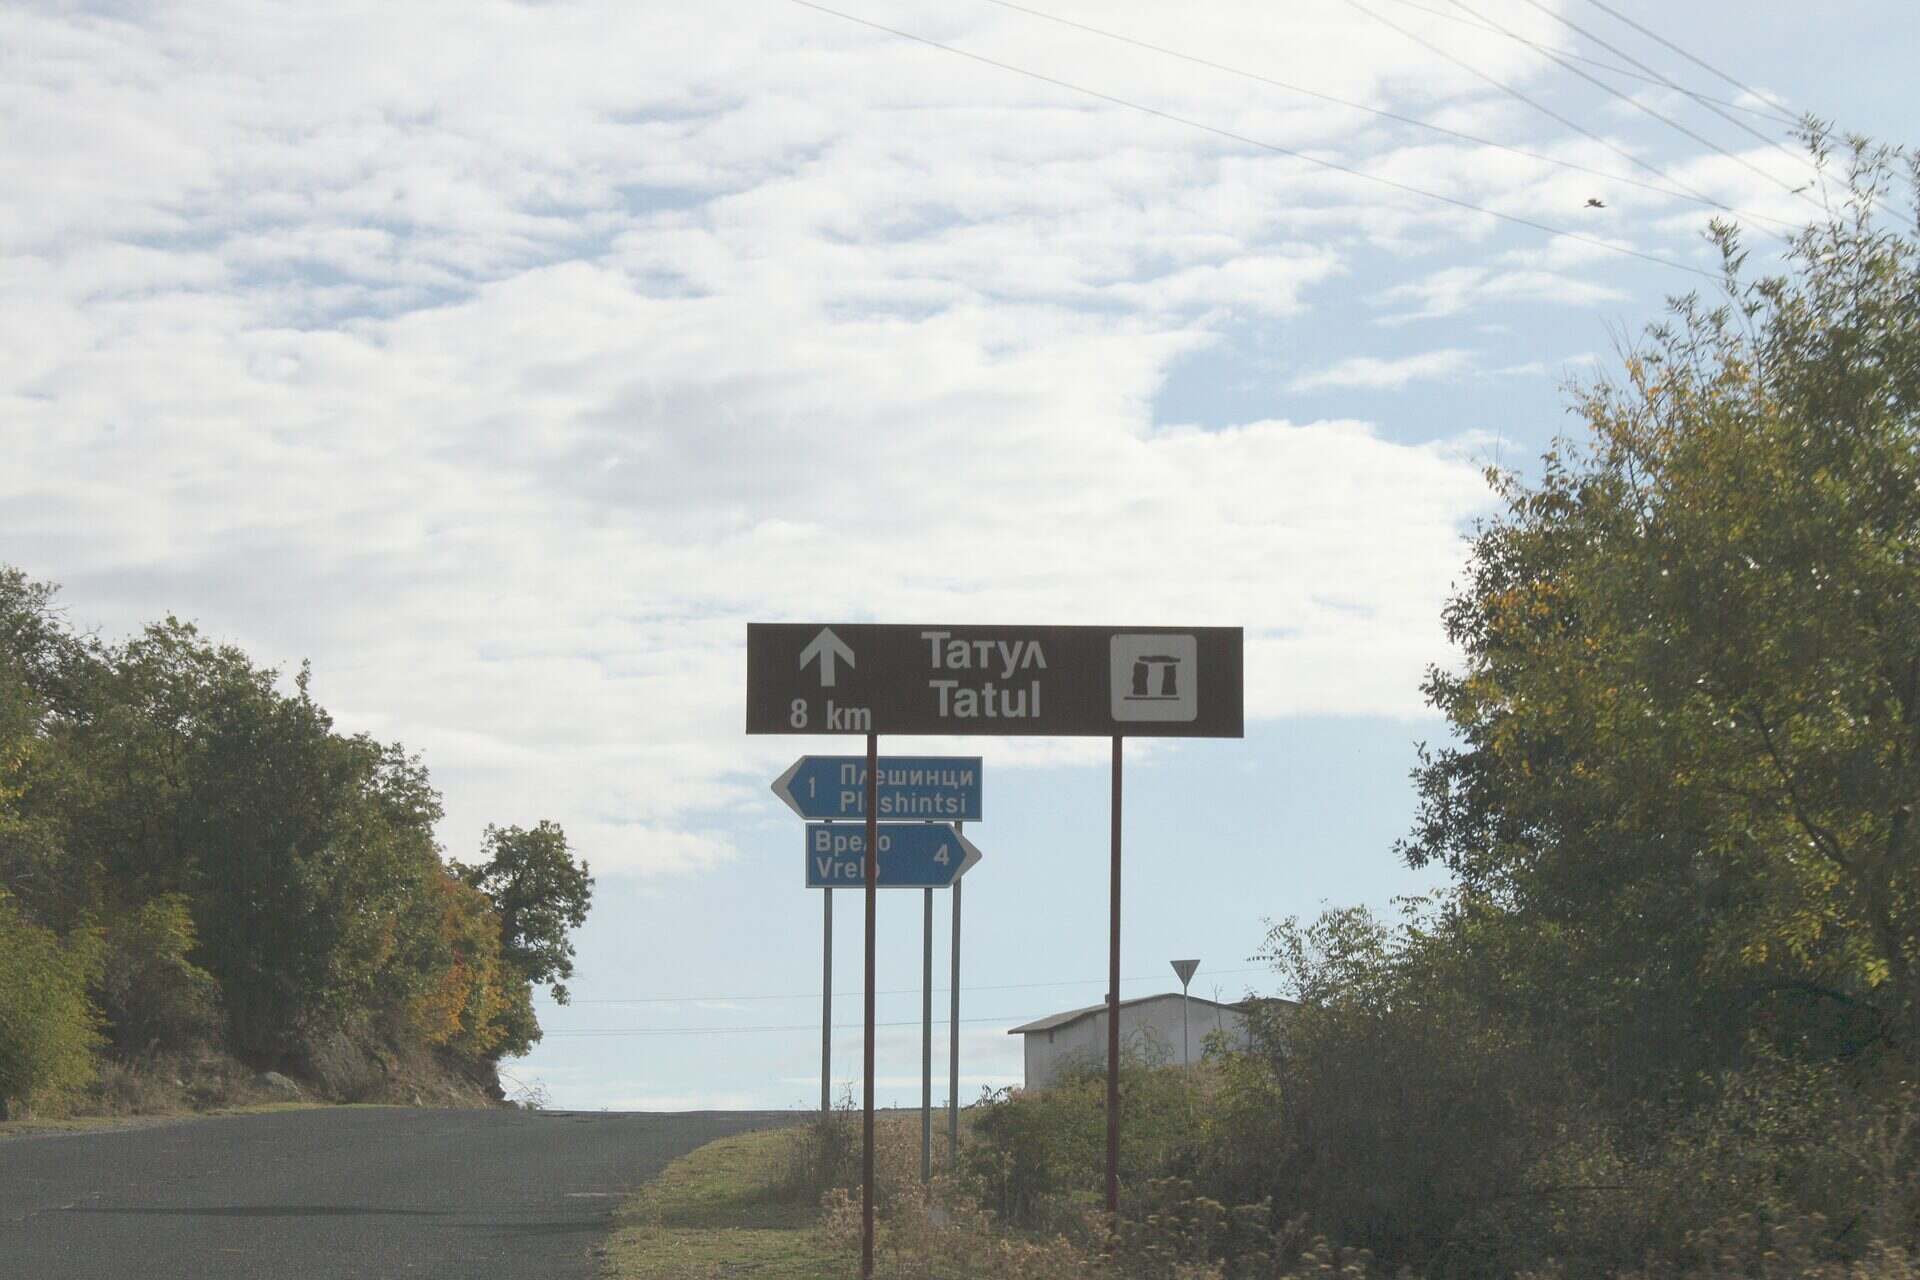 Татул
Tatul
8 km
1 Плешинци
Pleshintsi
Врело
Vrelo 4